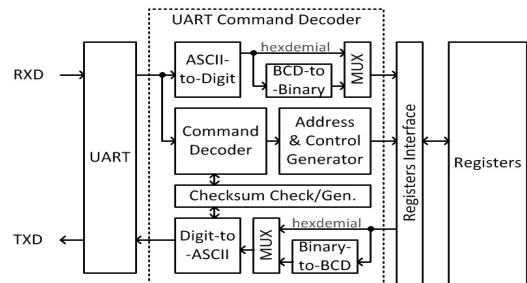 UART Command Decoder
RXD
UART
ASCII-
to-Digit
hexdemial
BCD-to
-Binary
MUX
Command
Decoder
Address
& Control
Generator
Registers Interface
Registers
Checksum Check/Gen.
TXD
Digit-to
-ASCII
MUX
hexdemial
Binary-
to-BCD